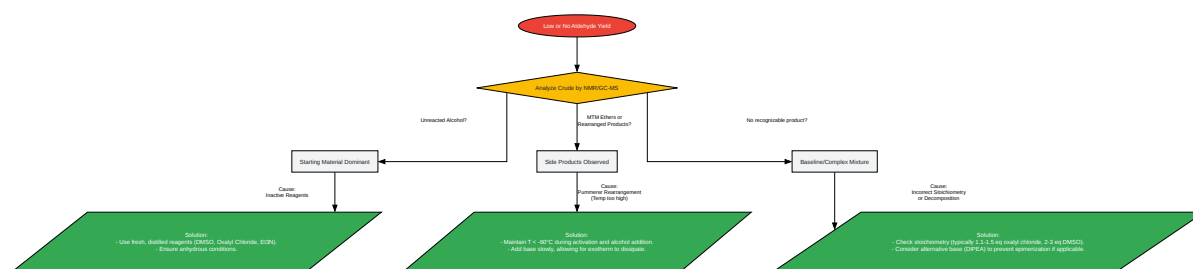 Low or No Aldehyde Yield
Analyze Crude by NMR/GC-MS
Unreacted Alcohol?
MTM Ethers or
Rearranged Products?
No recognizable product?
Starting Material Dominant
Side Products Observed
Baseline/Complex Mixture
Cause:
Inactive Reagents
Cause:
Pummerer Rearrangement
(Temp too high)
Cause:
Incorrect Stoichiometry
or Decomposition
Solution:
- Use fresh, distilled reagents (DMSO, Oxalyl Chloride, Et3N).
- Ensure anhydrous conditions.
Solution:
- Maintain T < -60°C during activation and alcohol addition.
- Add base slowly, allowing for exotherm to dissipate.
Solution:
- Check stoichiometry (typically 1.1-1.5 eq oxalyl chloride, 2-3 eq DMSO).
- Consider alternative base (DIPEA) to prevent epimerization if applicable.